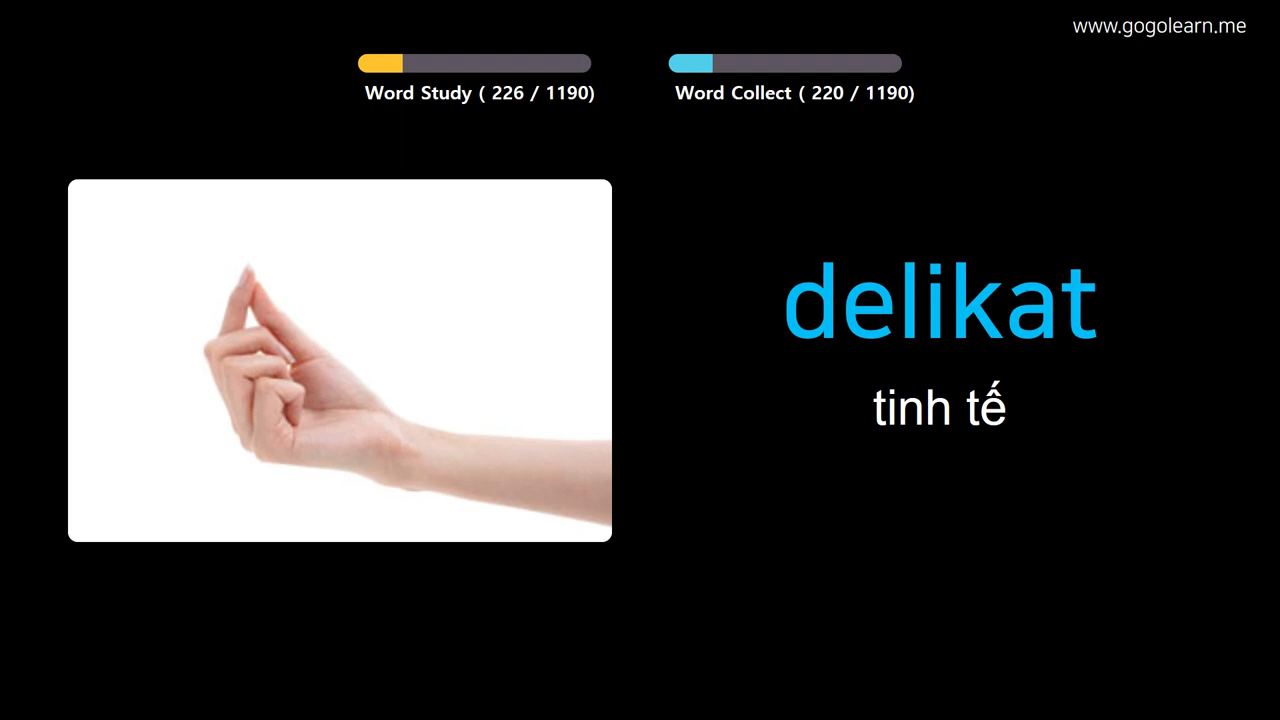 www.gogolearn.me
Word Study ( 226 / 1190)
Word Collect ( 220 / 1190)
delikat
tinh tế